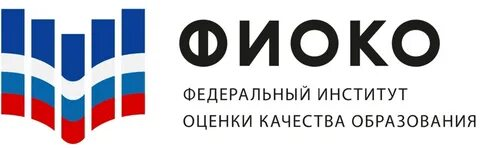 ФИОКО
ФЕДЕРАЛЬНЫЙ ИНСТИТУТ
ОЦЕНКИ КАЧЕСТВА ОБРАЗОВАНИЯ